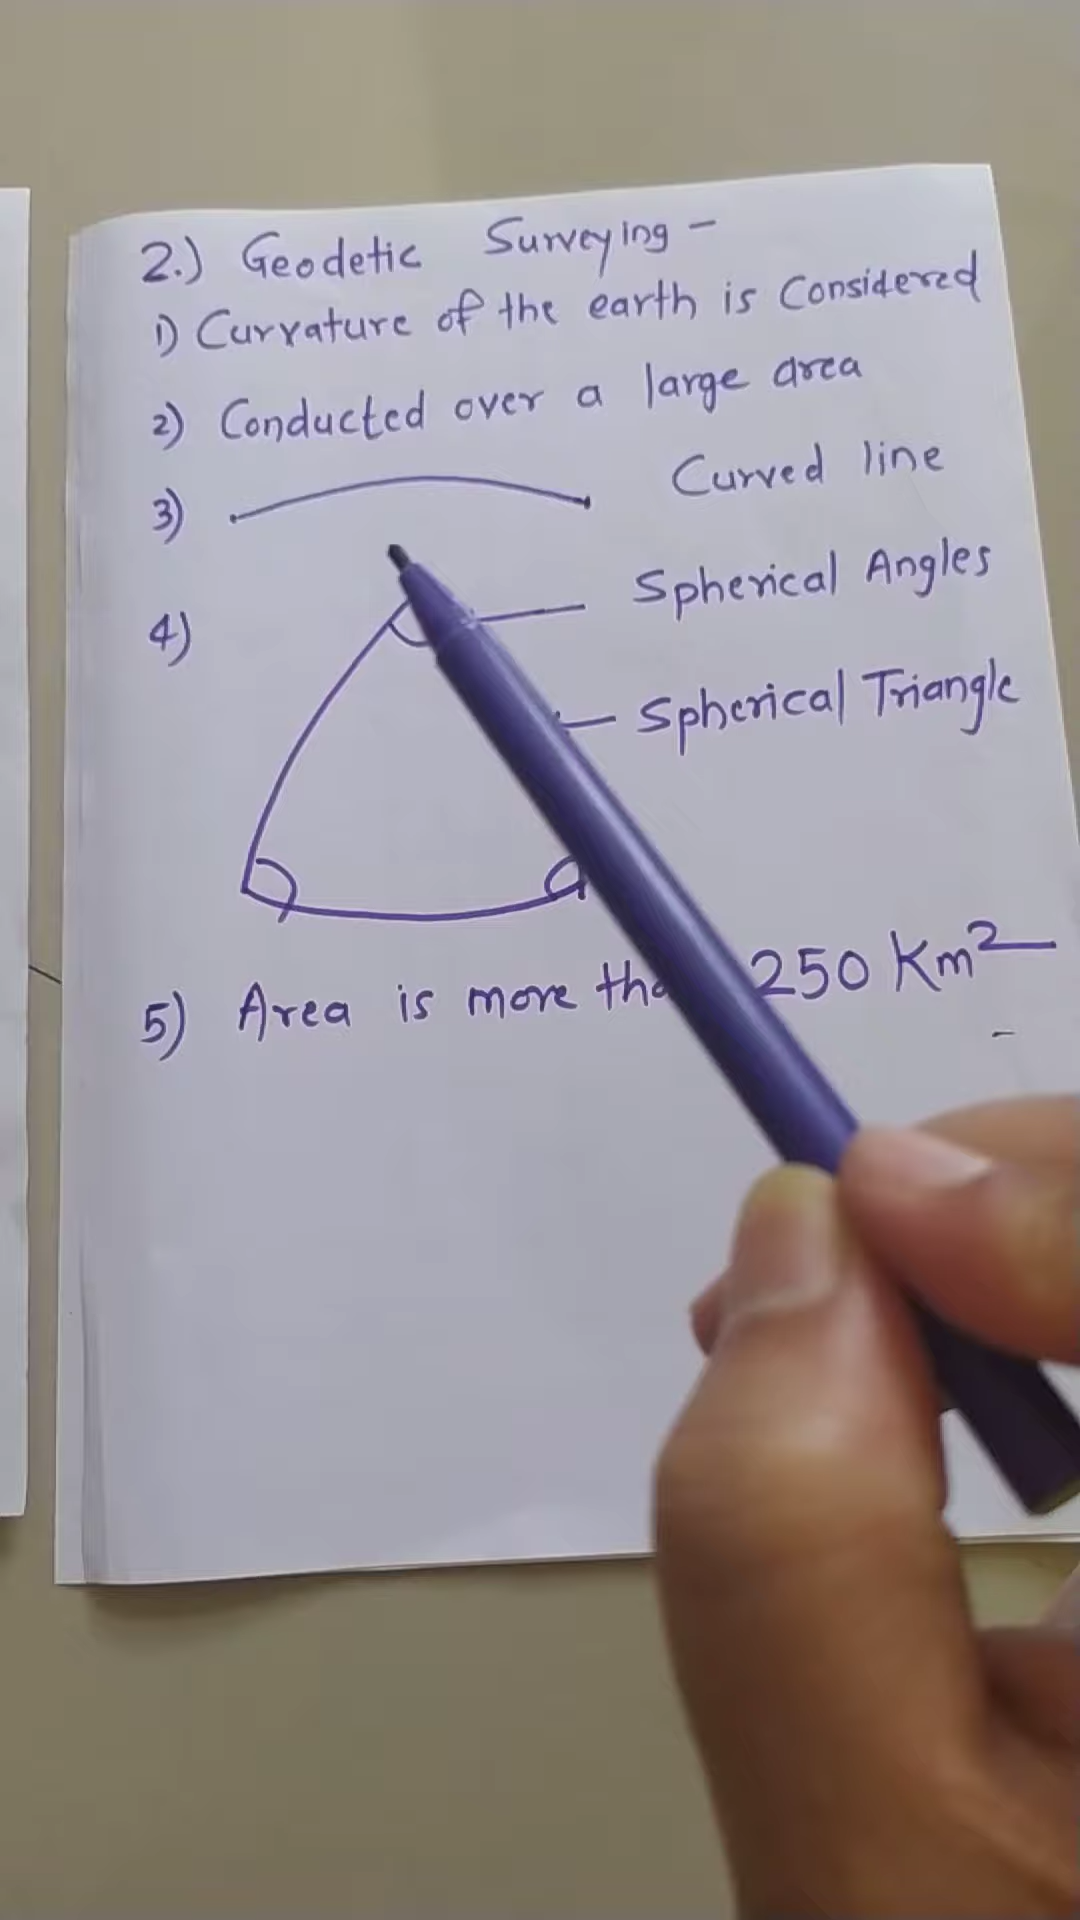 2.) Geodetic Surveying -
1) Curvature of the earth is Considered
2) Conducted over a large area
3) Curved line
4) Spherical Angles
Spherical Triangle
5) Area is more 250 Km²